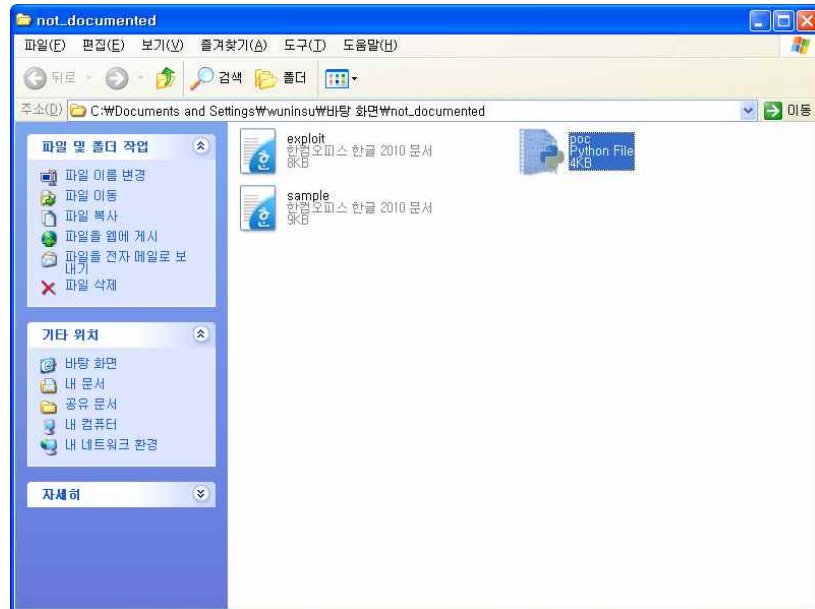 not_documented
파일(F) 편집(E) 보기(V) 즐겨찾기(A) 도구(T) 도움말(H)
뒤로 검색 폴더
주소(D) C:₩Documents and Settings₩wuninsu₩바탕 화면₩not_documented 이동
파일 및 폴더 작업
파일 이름 바꾸기
파일 이동
파일 복사
파일을 웹에 게시
파일을 전자 메일로 보
내기
파일 삭제
기타 위치
바탕 화면
내 문서
공유 문서
내 컴퓨터
내 네트워크 환경
자세히
exploit
한컴오피스 한글 2010 문서
8KB
poc
Python File
4KB
sample
한컴오피스 한글 2010 문서
9KB